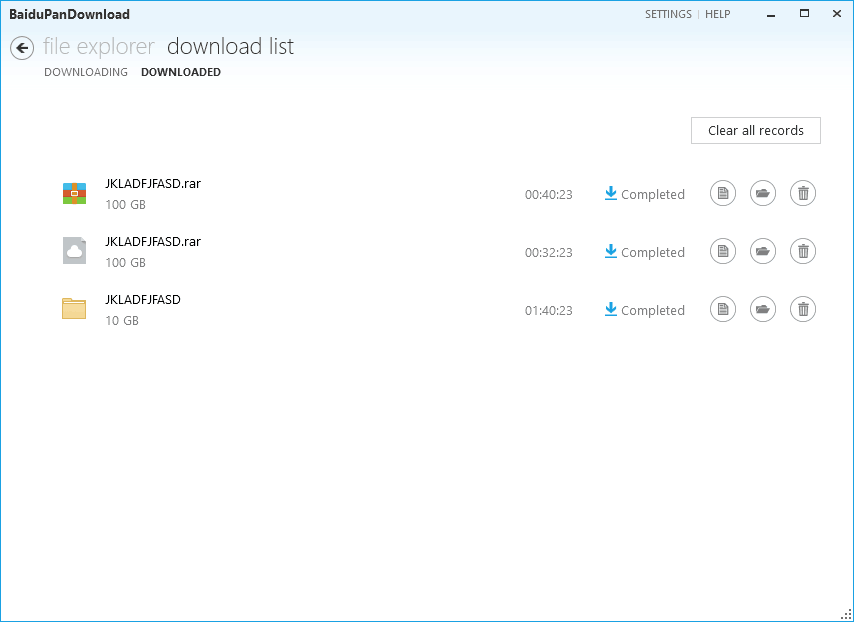 BaiduPanDownload SETTINGS HELP
file explorer download list
DOWNLOADING DOWNLOADED
Clear all records
JKLADFJFASD.rar
100 GB
00:40:23 Completed
JKLADFJFASD.rar
100 GB
00:32:23 Completed
JKLADFJFASD
10 GB
01:40:23 Completed